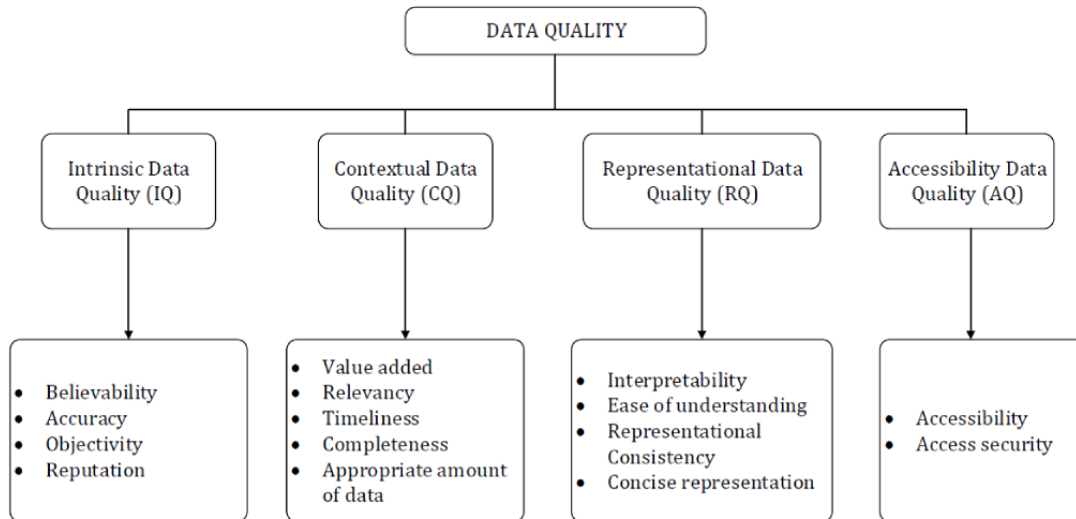 DATA QUALITY
Intrinsic Data
Quality (IQ)
Contextual Data
Quality (CQ)
Representational Data
Quality (RQ)
Accessibility Data
Quality (AQ)
• Believability
• Accuracy
• Objectivity
• Reputation
• Value added
• Relevancy
• Timeliness
• Completeness
• Appropriate amount
of data
• Interpretability
• Ease of understanding
• Representational
Consistency
• Concise representation
• Accessibility
• Access security